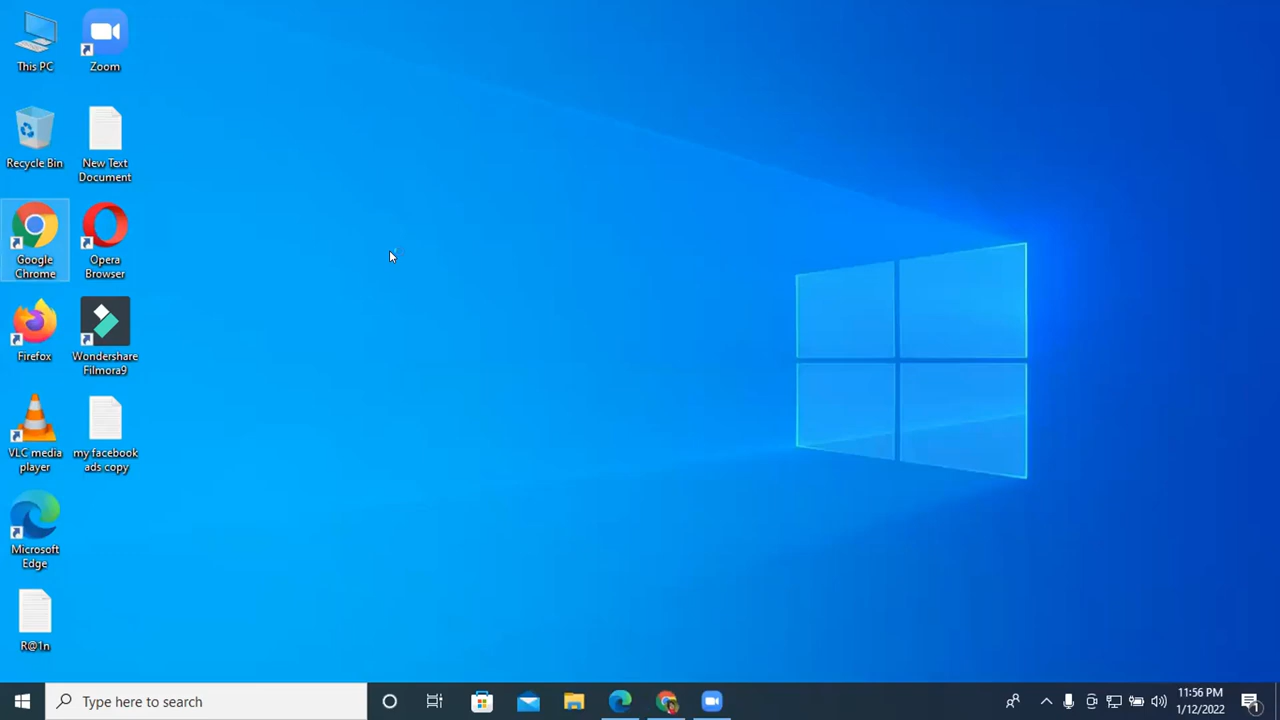 This PC
Zoom
Recycle Bin
New Text
Document
Google
Chrome
Opera
Browser
Firefox
Wondershare
Filmora9
VLC media
player
my facebook
ads copy
Microsoft
Edge
R@1n
Type here to search
11:56 PM
1/12/2022
1